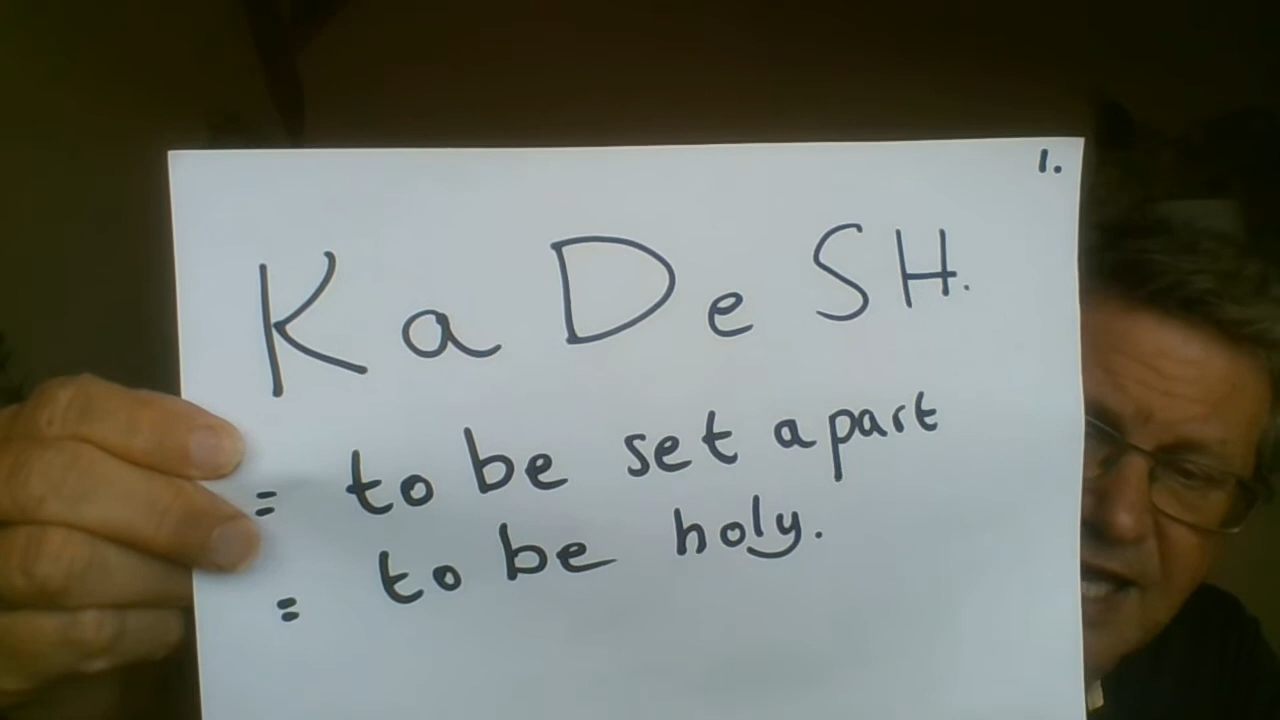 1.
KaDeSH.
= to be set apart
= to be holy.